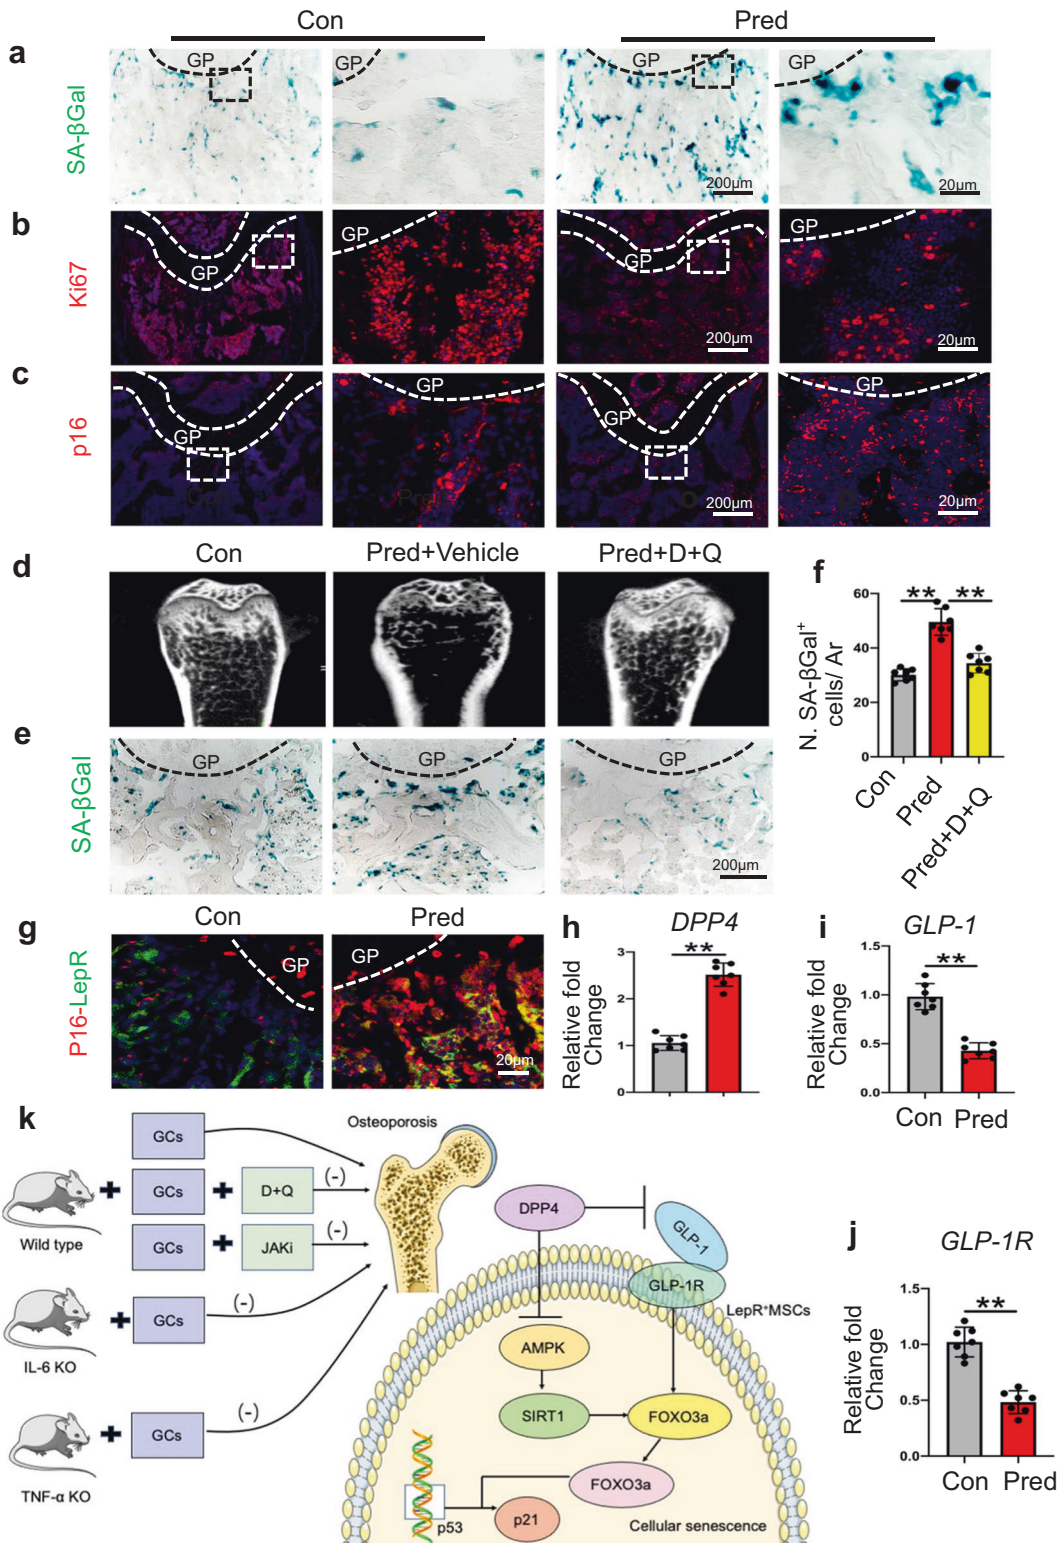 Con
Pred
a
SA-βGal
GP
GP
GP
GP
200μm
20μm
b
Ki67
GP
GP
GP
GP
200μm
20μm
c
p16
GP
GP
GP
GP
200μm
20μm
d
Con
Pred+Vehicle
Pred+D+Q
e
SA-βGal
GP
GP
GP
200μm
f
N. SA-βGal⁺
cells/ Ar
60
40
20
0
**
**
Con
Pred
Pred+D+Q
g
P16-LepR
Con
Pred
GP
GP
20μm
h
DPP4
Relative fold
Change
3
2
1
0
**
i
GLP-1
Relative fold
Change
1.5
1.0
0.5
0.0
**
Con
Pred
j
GLP-1R
Relative fold
Change
1.5
1.0
0.5
0.0
**
Con
Pred
k
GCs
Osteoporosis
Wild type
+
GCs
+
D+Q
(-)
GCs
+
JAKi
(-)
IL-6 KO
+
GCs
(-)
TNF-α KO
+
GCs
(-)
DPP4
GLP-1
GLP-1R
LepR⁺MSCs
AMPK
SIRT1
FOXO3a
FOXO3a
p53
p21
Cellular senescence